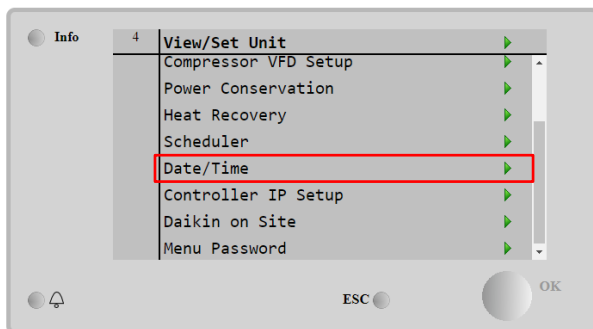 Info
4 View/Set Unit
Compressor VFD Setup
Power Conservation
Heat Recovery
Scheduler
Date/Time
Controller IP Setup
Daikin on Site
Menu Password
ESC
OK